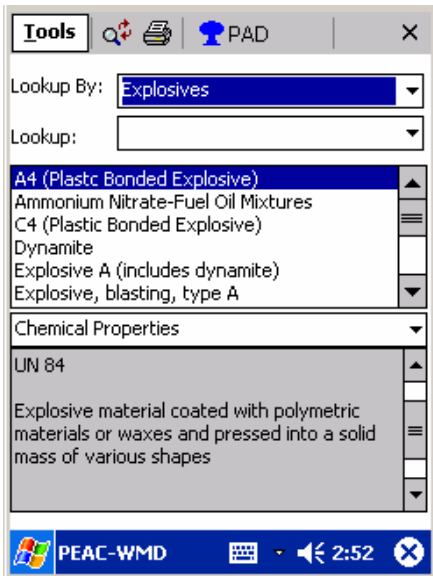 Tools PAD ×
Lookup By: Explosives
Lookup:
A4 (Plastc Bonded Explosive)
Ammonium Nitrate-Fuel Oil Mixtures
C4 (Plastic Bonded Explosive)
Dynamite
Explosive A (includes dynamite)
Explosive, blasting, type A
Chemical Properties
UN 84
Explosive material coated with polymetric
materials or waxes and pressed into a solid
mass of various shapes
PEAC-WMD 2:52